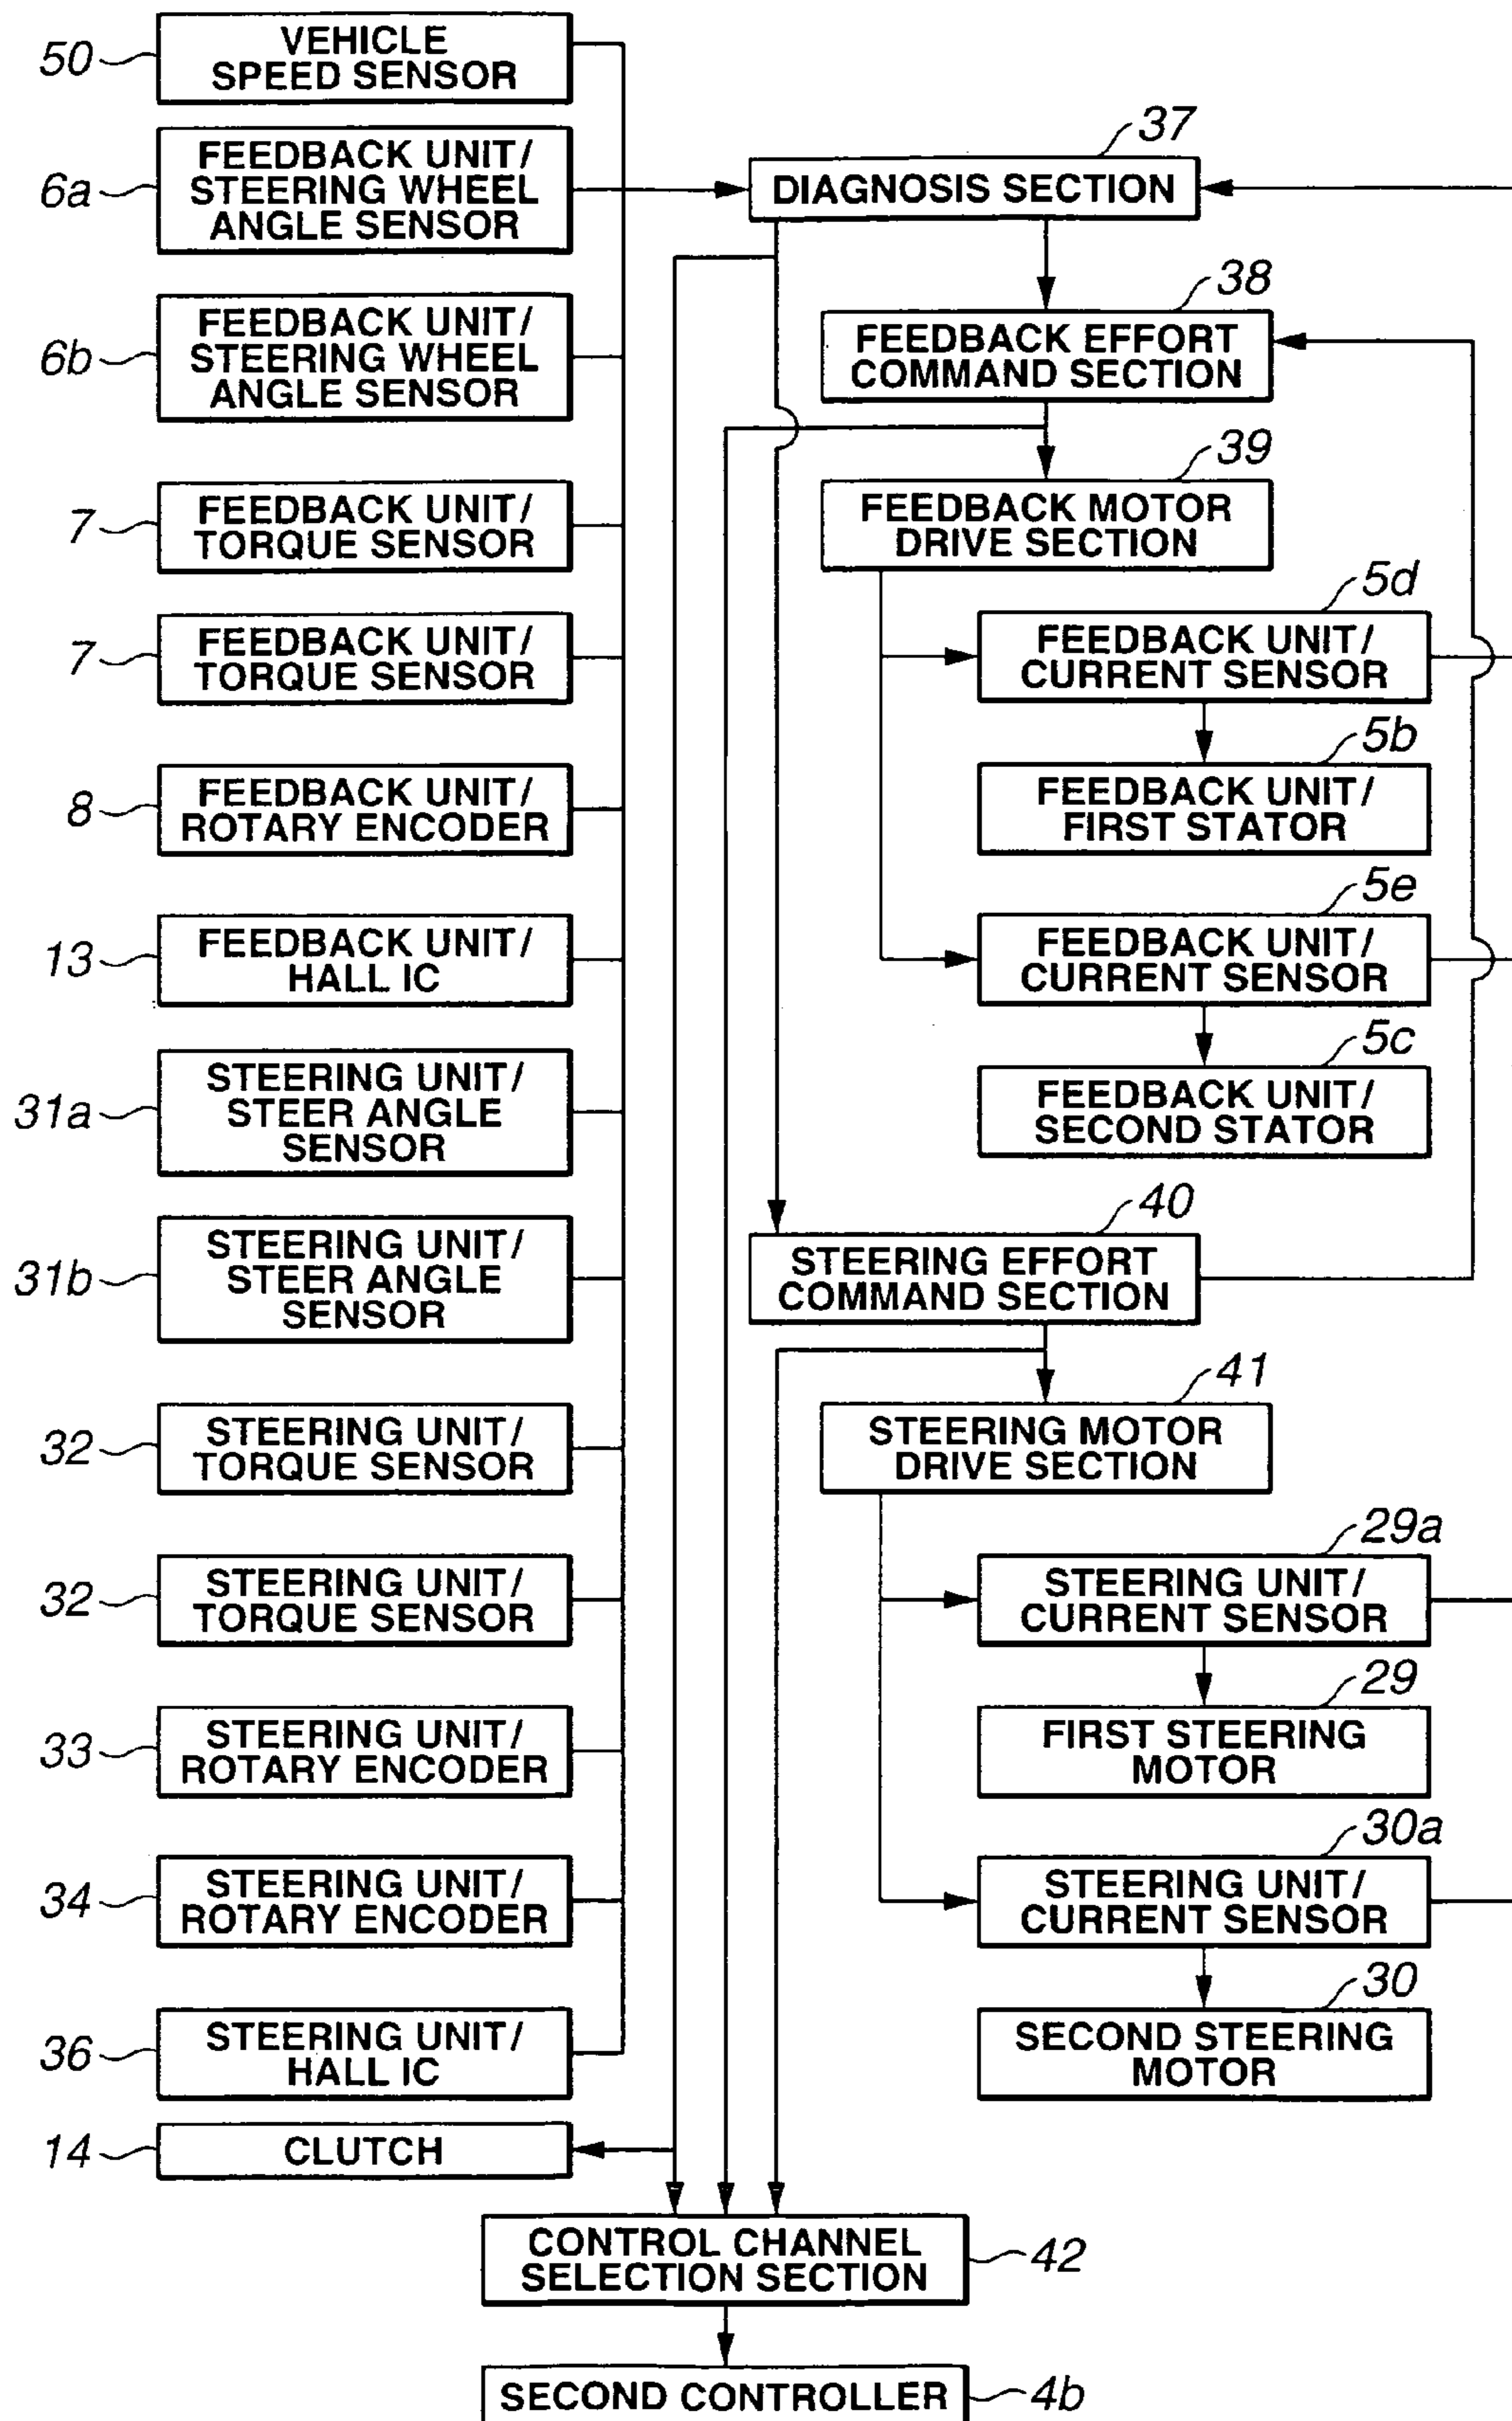 50
VEHICLE
SPEED SENSOR
6a
FEEDBACK UNIT/
STEERING WHEEL
ANGLE SENSOR
6b
FEEDBACK UNIT/
STEERING WHEEL
ANGLE SENSOR
7
FEEDBACK UNIT/
TORQUE SENSOR
7
FEEDBACK UNIT/
TORQUE SENSOR
8
FEEDBACK UNIT/
ROTARY ENCODER
13
FEEDBACK UNIT/
HALL IC
31a
STEERING UNIT/
STEER ANGLE
SENSOR
31b
STEERING UNIT/
STEER ANGLE
SENSOR
32
STEERING UNIT/
TORQUE SENSOR
32
STEERING UNIT/
TORQUE SENSOR
33
STEERING UNIT/
ROTARY ENCODER
34
STEERING UNIT/
ROTARY ENCODER
36
STEERING UNIT/
HALL IC
14
CLUTCH
37
DIAGNOSIS SECTION
38
FEEDBACK EFFORT
COMMAND SECTION
39
FEEDBACK MOTOR
DRIVE SECTION
5d
FEEDBACK UNIT/
CURRENT SENSOR
5b
FEEDBACK UNIT/
FIRST STATOR
5e
FEEDBACK UNIT/
CURRENT SENSOR
5c
FEEDBACK UNIT/
SECOND STATOR
40
STEERING EFFORT
COMMAND SECTION
41
STEERING MOTOR
DRIVE SECTION
29a
STEERING UNIT/
CURRENT SENSOR
29
FIRST STEERING
MOTOR
30a
STEERING UNIT/
CURRENT SENSOR
30
SECOND STEERING
MOTOR
CONTROL CHANNEL
SELECTION SECTION
42
SECOND CONTROLLER
4b